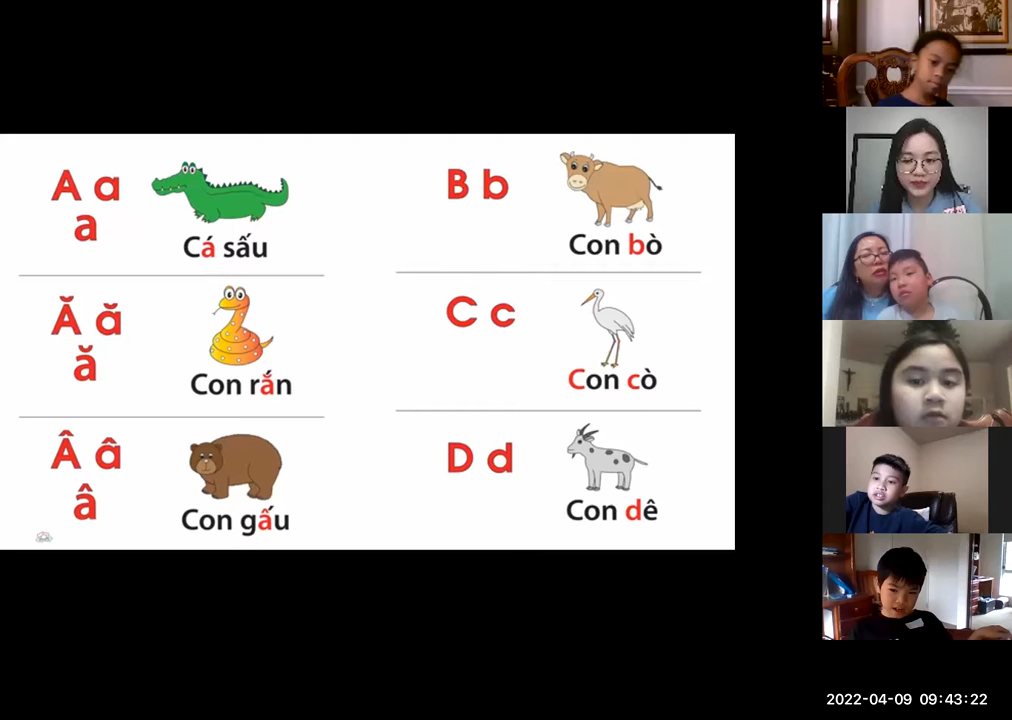 A a
a
Cá sấu
B b
Con bò
Ă ă
ă
Con rắn
C c
Con cò
Â â
â
Con gấu
D d
Con dê
2022-04-09 09:43:22